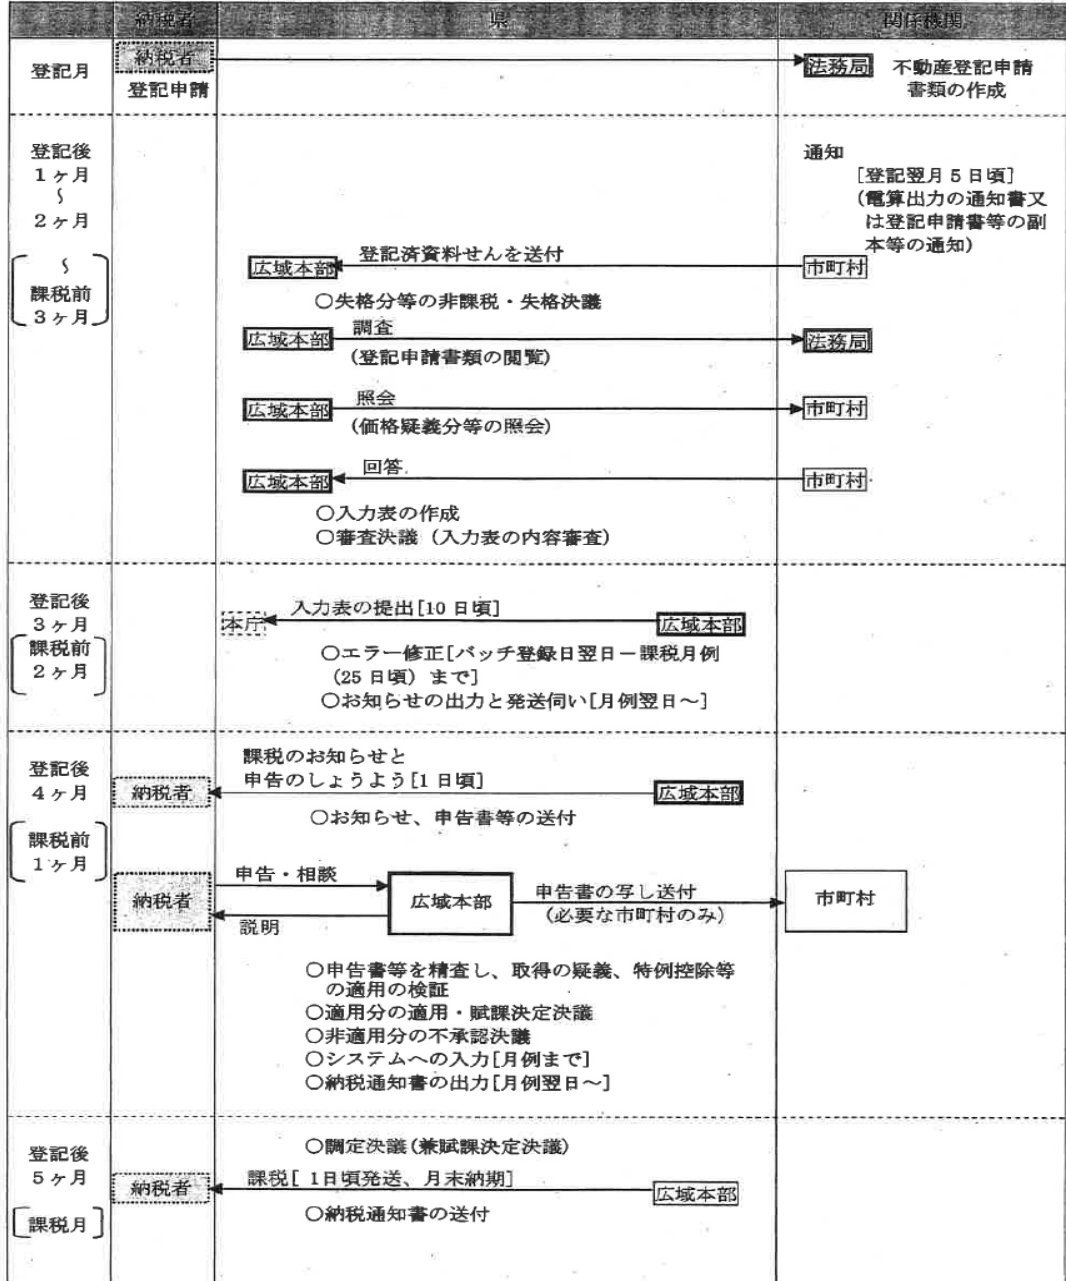 納税者 県 関係機関
登記月
納税者
登記申請
法務局
不動産登記申請
書類の作成
登記後
1ヶ月
〜
2ヶ月
〜
課税前
3ヶ月
通知
[登記翌月5日頃]
(電算出力の通知書又
は登記申請書等の副
本等の通知)
登記済資料せんを送付
広域本部
市町村
○失格分等の非課税・失格決議
広域本部
調査
(登記申請書類の閲覧)
法務局
広域本部
照会
(価格疑義分等の照会)
市町村
広域本部
回答
市町村
○入力表の作成
○審査決議(入力表の内容審査)
登記後
3ヶ月
課税前
2ヶ月
本庁
入力表の提出[10日頃]
広域本部
○エラー修正[バッチ登録日翌日-課税月例
(25日頃)まで]
○お知らせの出力と発送伺い[月例翌日〜]
登記後
4ヶ月
課税前
1ヶ月
課税のお知らせと
申告のしょうよう[1日頃]
納税者
広域本部
○お知らせ、申告書等の送付
納税者
申告・相談
説明
広域本部
申告書の写し送付
(必要な市町村のみ)
市町村
○申告書等を精査し、取得の疑義、特例控除等
の適用の検証
○適用分の適用・賦課決定決議
○非適用分の不承認決議
○システムへの入力[月例まで]
○納税通知書の出力[月例翌日〜]
登記後
5ヶ月
課税月
○調定決議(兼賦課決定決議)
納税者
課税[1日頃発送、月末納期]
広域本部
○納税通知書の送付